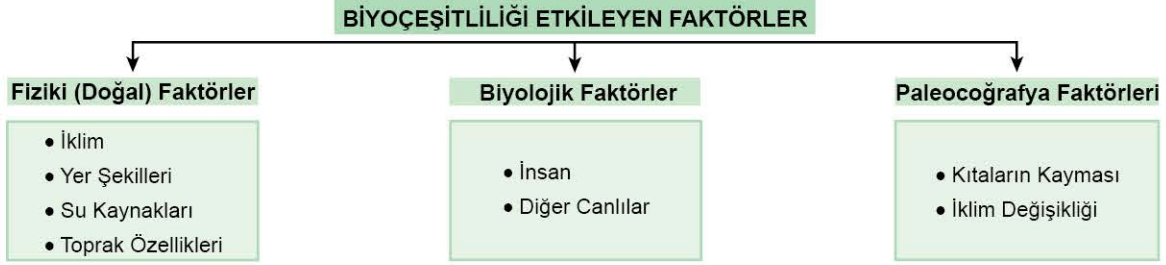 BİYOÇEŞİTLİLİĞİ ETKİLEYEN FAKTÖRLER
Fiziki (Doğal) Faktörler
• İklim
• Yer Şekilleri
• Su Kaynakları
• Toprak Özellikleri
Biyolojik Faktörler
• İnsan
• Diğer Canlılar
Paleocoğrafya Faktörleri
• Kıtaların Kayması
• İklim Değişikliği